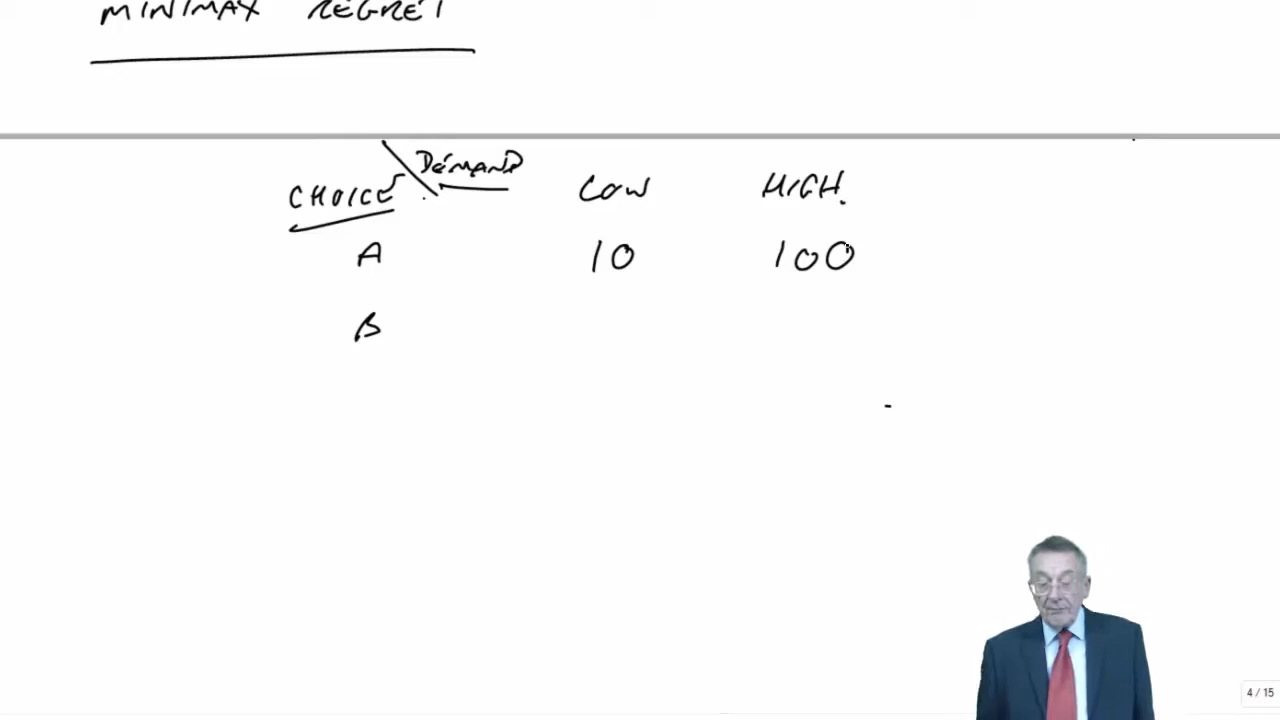 MINIMAX REGRET
DEMAND
CHOICE LOW HIGH.
A 10 100
B
4 / 15